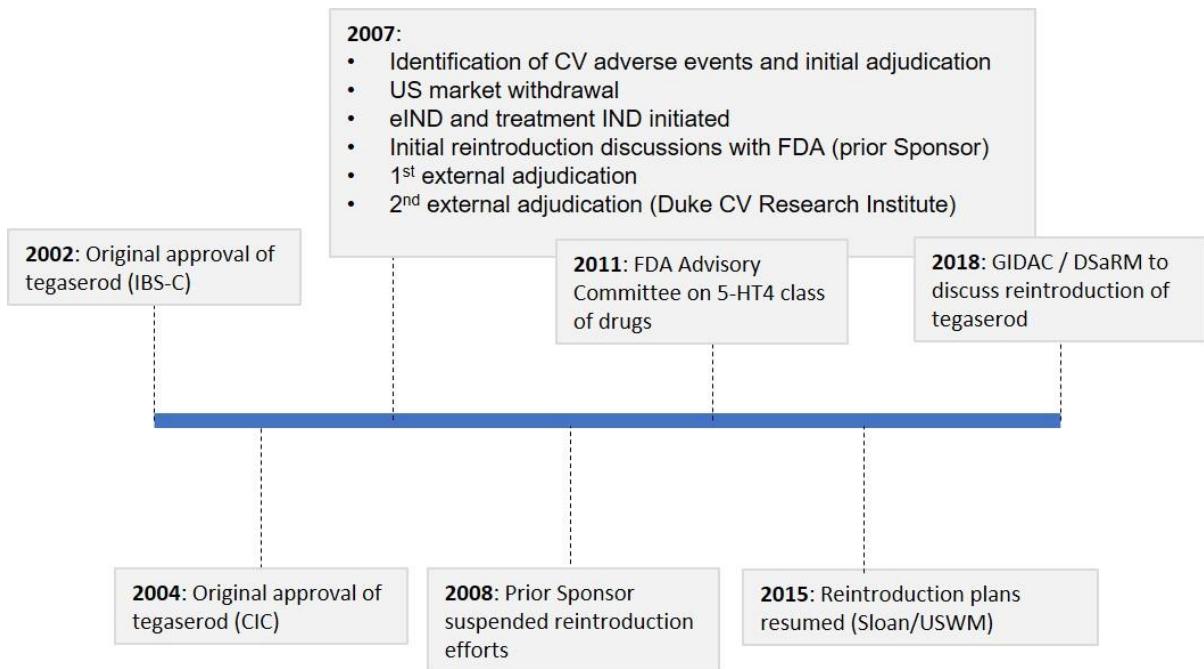 2007:
• Identification of CV adverse events and initial adjudication
• US market withdrawal
• eIND and treatment IND initiated
• Initial reintroduction discussions with FDA (prior Sponsor)
• 1st external adjudication
• 2nd external adjudication (Duke CV Research Institute)
2002: Original approval of
tegaserod (IBS-C)
2011: FDA Advisory
Committee on 5-HT4 class
of drugs
2018: GIDAC / DSaRM to
discuss reintroduction of
tegaserod
2004: Original approval of
tegaserod (CIC)
2008: Prior Sponsor
suspended reintroduction
efforts
2015: Reintroduction plans
resumed (Sloan/USWM)